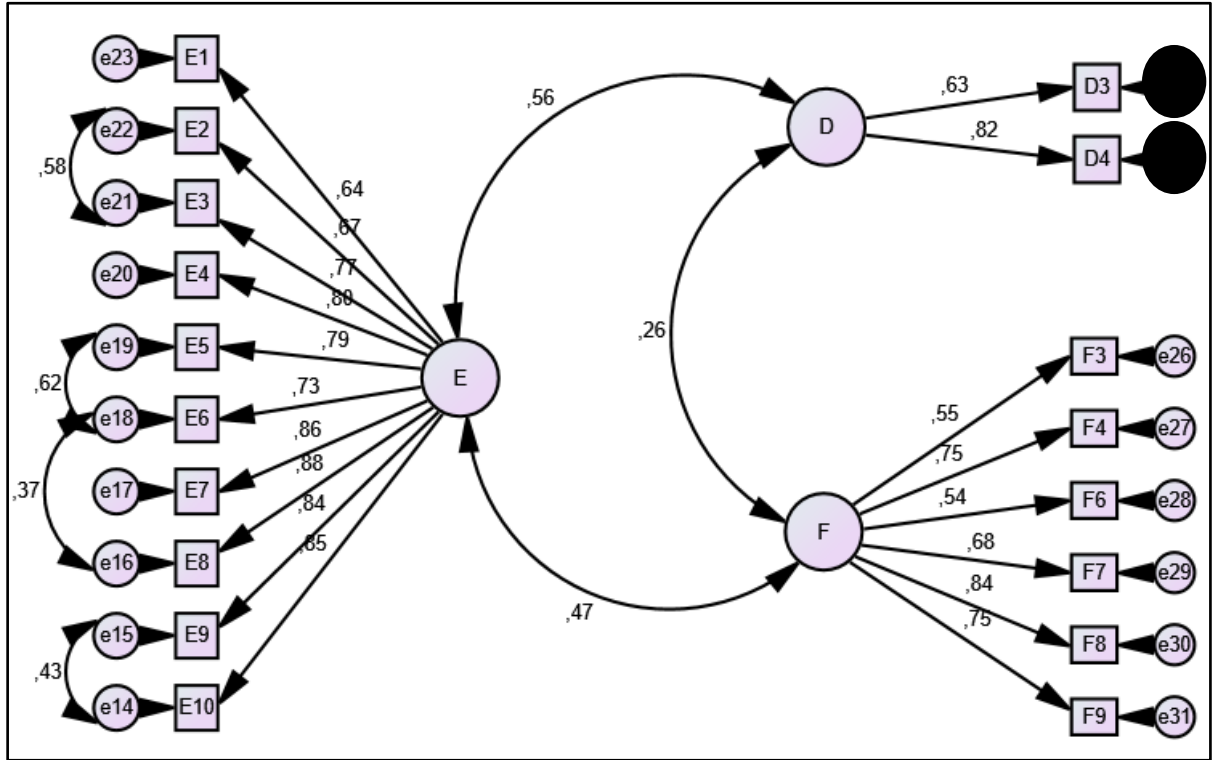 e23 E1
e22 E2
,58
e21 E3
e20 E4
e19 E5
,62
e18 E6
,37
e17 E7
e16 E8
e15 E9
,43
e14 E10
,64
,67
,77
,80
,79
,73
,86
,88
,84
,85
E
,56
,26
,47
D
,63
,82
D3
D4
F
,55
,75
,54
,68
,84
,75
F3 e26
F4 e27
F6 e28
F7 e29
F8 e30
F9 e31